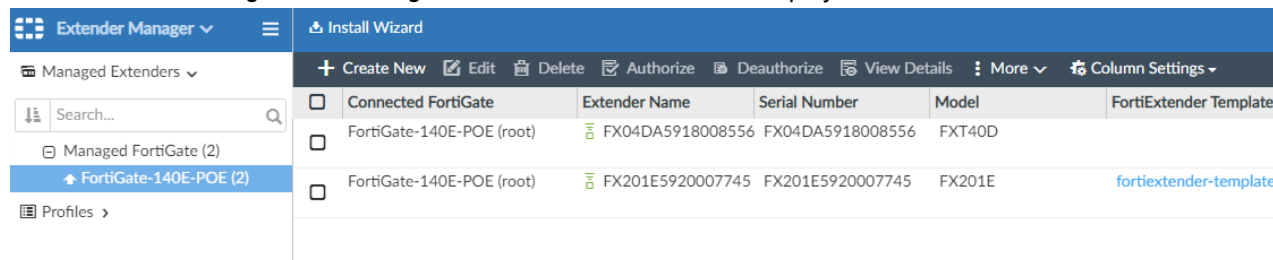 Extender Manager
Install Wizard
Managed Extenders
Create New Edit Delete Authorize Deauthorize View Details More Column Settings
Search...
Connected FortiGate Extender Name Serial Number Model FortiExtender Template
FortiGate-140E-POE (root) FX04DA5918008556 FX04DA5918008556 FXT40D
Managed FortiGate (2)
FortiGate-140E-POE (2)
FortiGate-140E-POE (root) FX201E5920007745 FX201E5920007745 FX201E fortiextender-template
Profiles